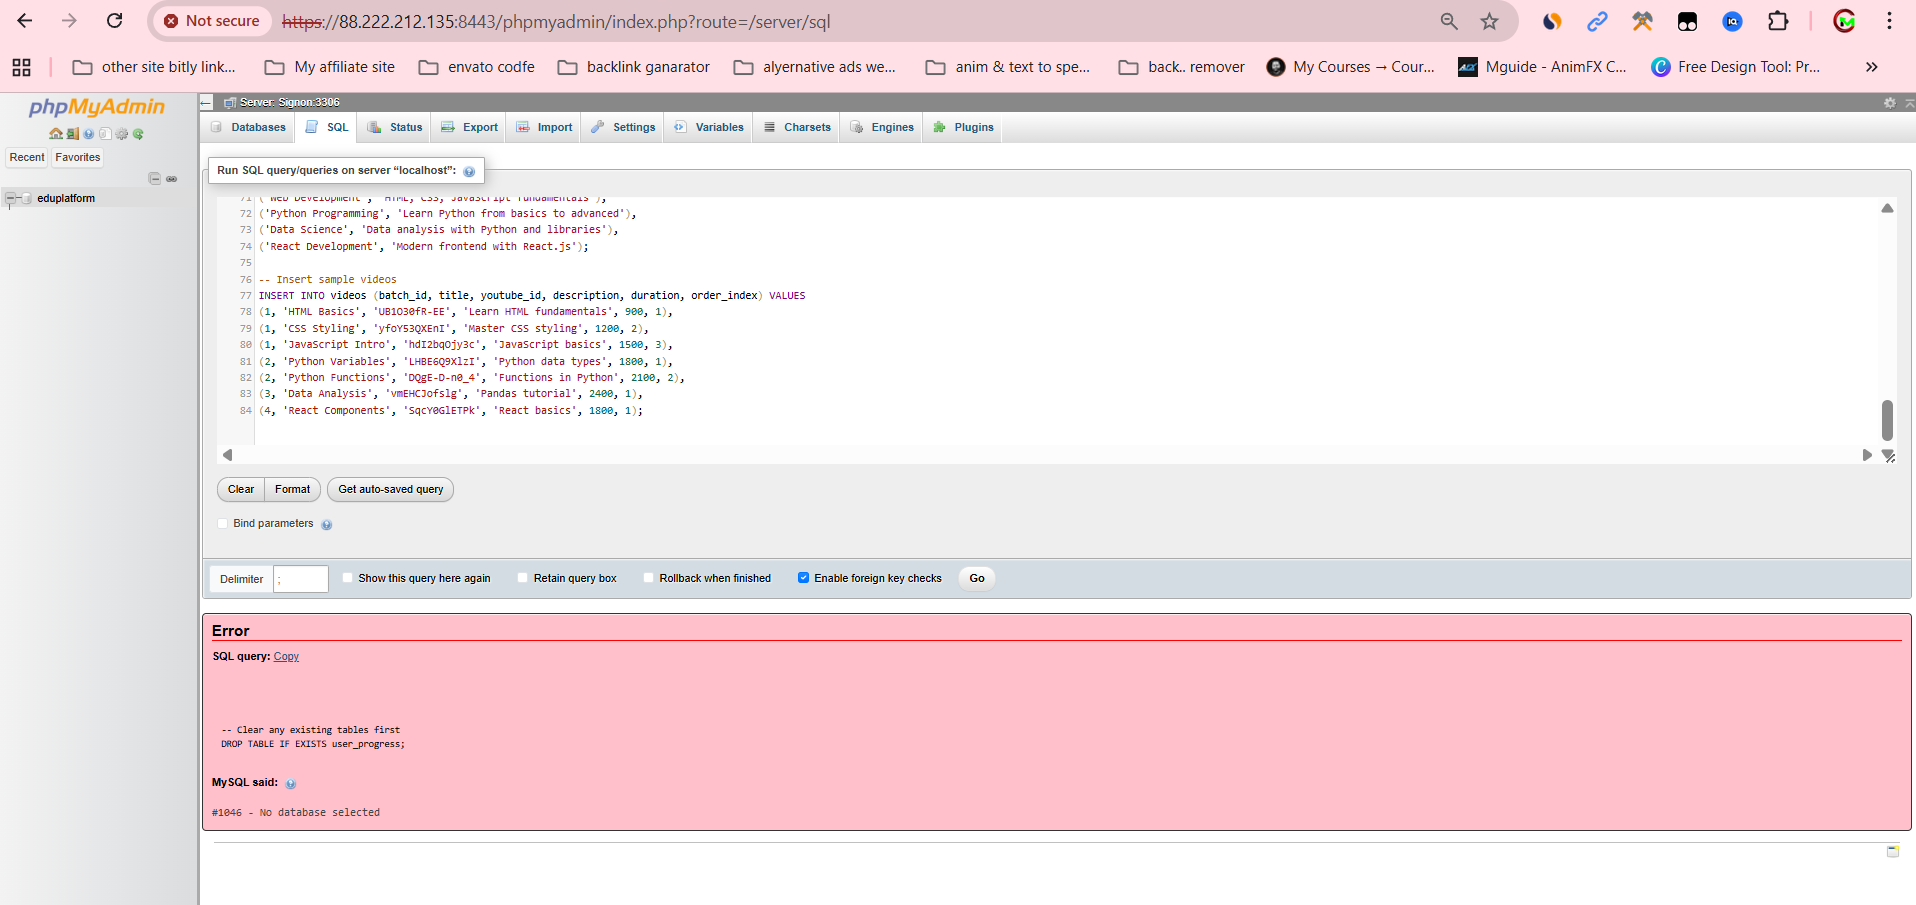 Not secure
https://88.222.212.135:8443/phpmyadmin/index.php?route=/server/sql
other site bitly link...
My affiliate site
envato codfe
backlink ganarator
alyernative ads we...
anim & text to spe...
back.. remover
My Courses → Cour...
Mguide - AnimFX C...
Free Design Tool: Pr...
»
phpMyAdmin
Recent
Favorites
eduplatform
Server: Signon:3306
Databases
SQL
Status
Export
Import
Settings
Variables
Charsets
Engines
Plugins
Run SQL query/queries on server “localhost”:
71 ('Web Development', 'HTML, CSS, JavaScript fundamentals'),
72 ('Python Programming', 'Learn Python from basics to advanced'),
73 ('Data Science', 'Data analysis with Python and libraries'),
74 ('React Development', 'Modern frontend with React.js');
75
76 -- Insert sample videos
77 INSERT INTO videos (batch_id, title, youtube_id, description, duration, order_index) VALUES
78 (1, 'HTML Basics', 'UB1O30fR-EE', 'Learn HTML fundamentals', 900, 1),
79 (1, 'CSS Styling', 'yfoY53QXEnI', 'Master CSS styling', 1200, 2),
80 (1, 'JavaScript Intro', 'hdI2bqOjy3c', 'JavaScript basics', 1500, 3),
81 (2, 'Python Variables', 'LHBE6Q9XlzI', 'Python data types', 1800, 1),
82 (2, 'Python Functions', 'DQgE-D-n0_4', 'Functions in Python', 2100, 2),
83 (3, 'Data Analysis', 'vmEHCJofslg', 'Pandas tutorial', 2400, 1),
84 (4, 'React Components', 'SqcY0GlETPk', 'React basics', 1800, 1);
Clear
Format
Get auto-saved query
Bind parameters
Delimiter
;
Show this query here again
Retain query box
Rollback when finished
Enable foreign key checks
Go
Error
SQL query: Copy
-- Clear any existing tables first
DROP TABLE IF EXISTS user_progress;
MySQL said:
#1046 - No database selected